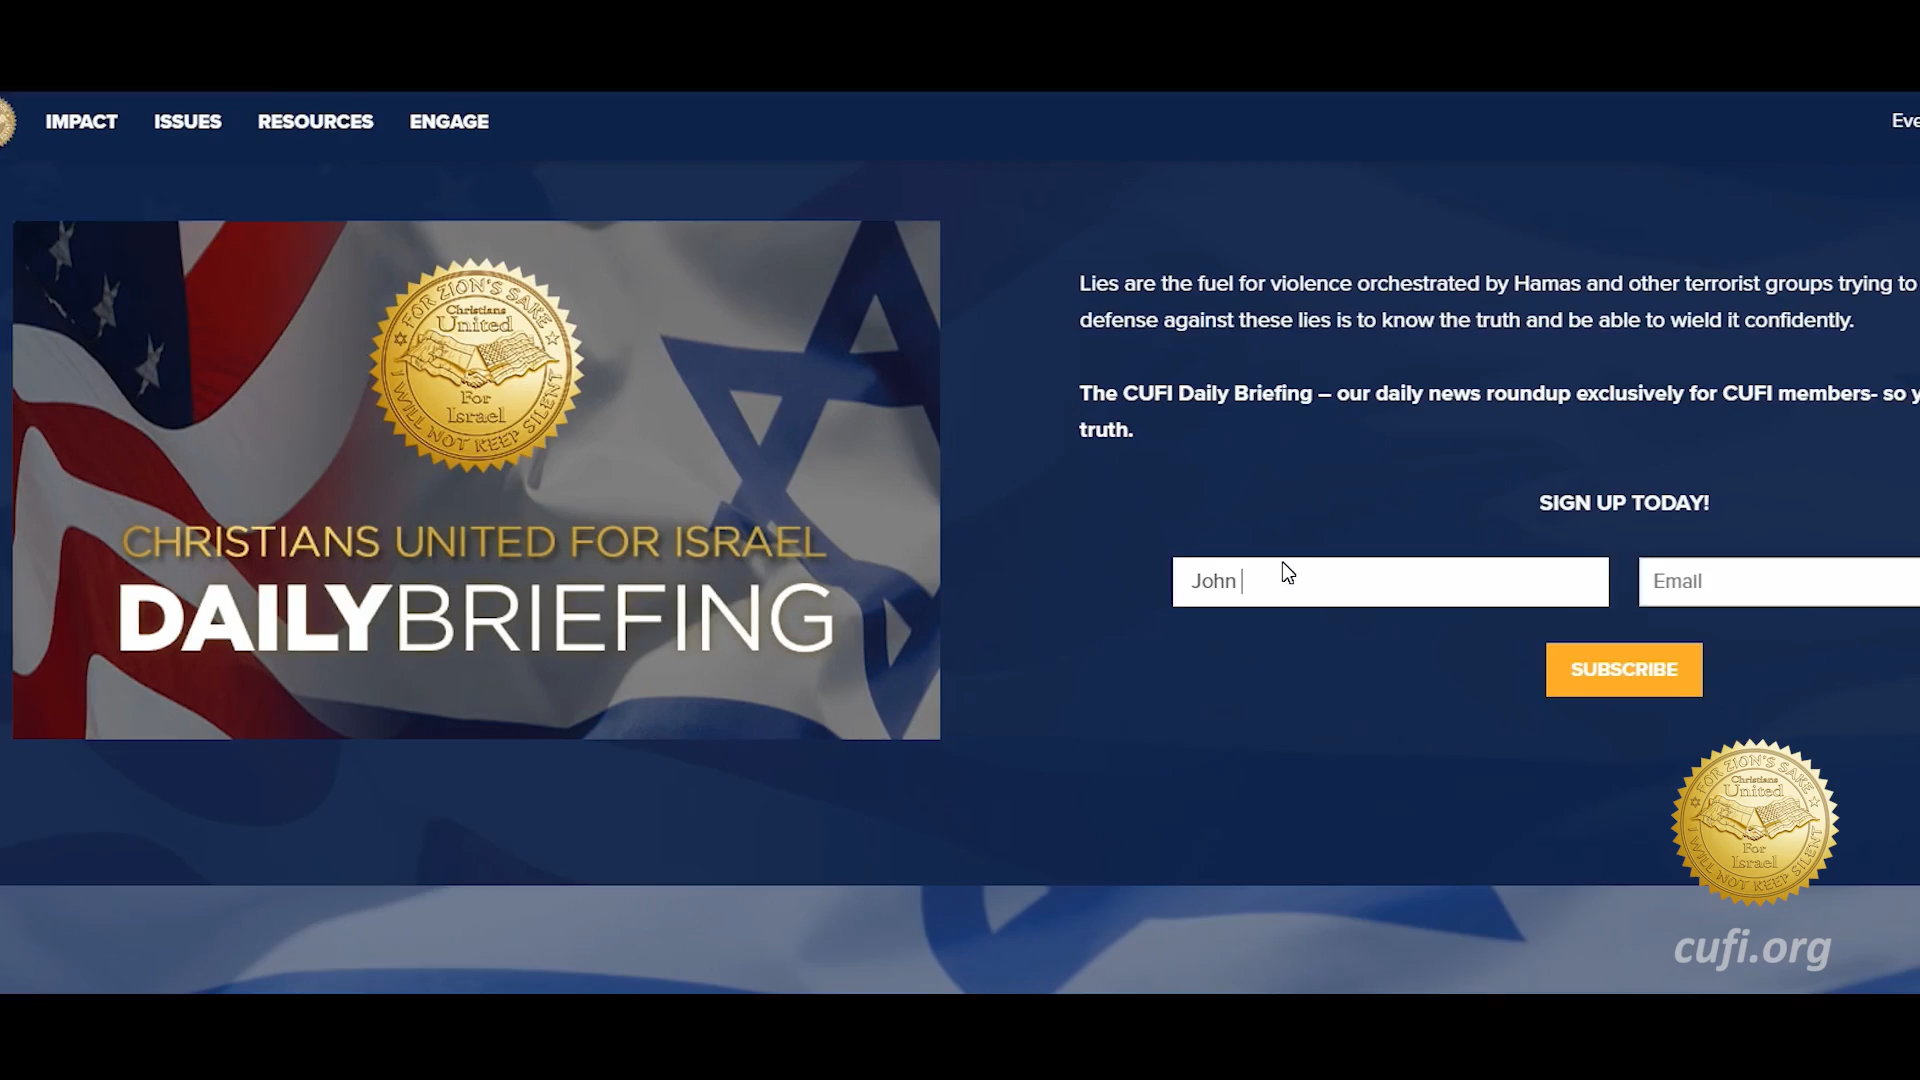 IMPACT ISSUES RESOURCES ENGAGE
FOR ZION'S SAKE
Christians
United
For
Israel
I WILL NOT KEEP SILENT
CHRISTIANS UNITED FOR ISRAEL
DAILYBRIEFING
Lies are the fuel for violence orchestrated by Hamas and other terrorist groups trying to
defense against these lies is to know the truth and be able to wield it confidently.
The CUFI Daily Briefing – our daily news roundup exclusively for CUFI members- so
truth.
SIGN UP TODAY!
John
Email
SUBSCRIBE
FOR ZION'S SAKE
Christians
United
For
Israel
I WILL NOT KEEP SILENT
cufi.org